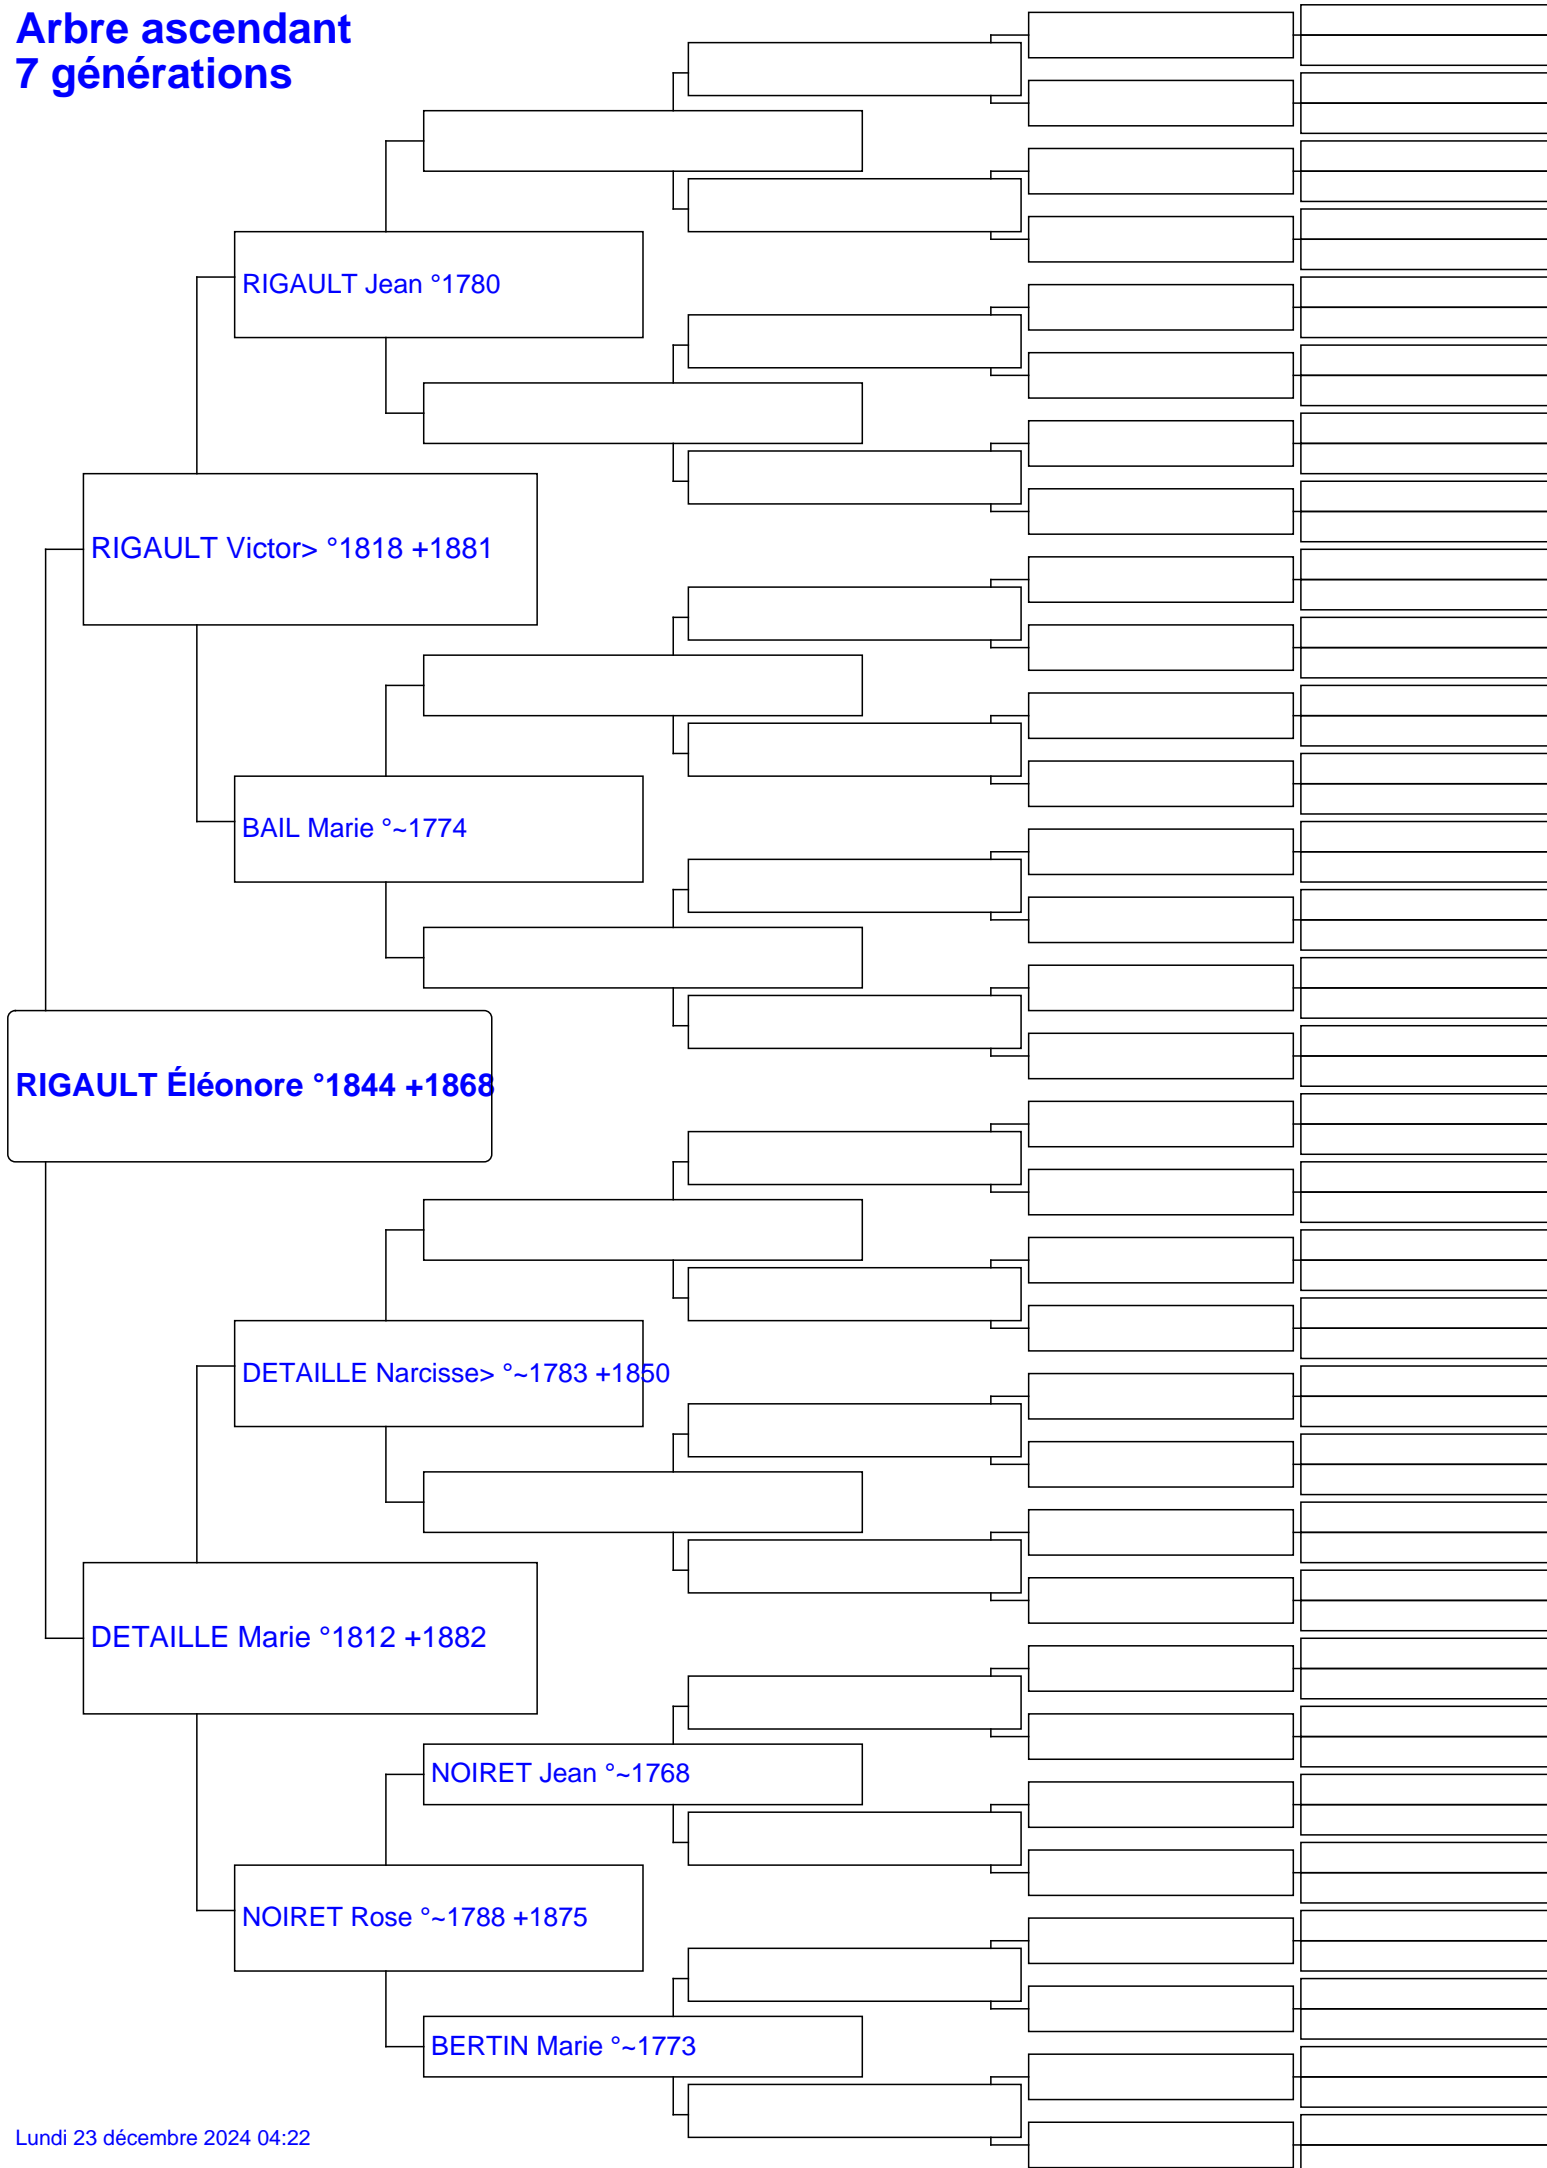 Arbre ascendant
7 générations
RIGAULT Jean °1780
RIGAULT Victor> °1818 +1881
BAIL Marie °~1774
RIGAULT Éléonore °1844 +1868
DETAILLE Narcisse> °~1783 +1850
DETAILLE Marie °1812 +1882
NOIRET Jean °~1768
NOIRET Rose °~1788 +1875
BERTIN Marie °~1773
Lundi 23 décembre 2024 04:22